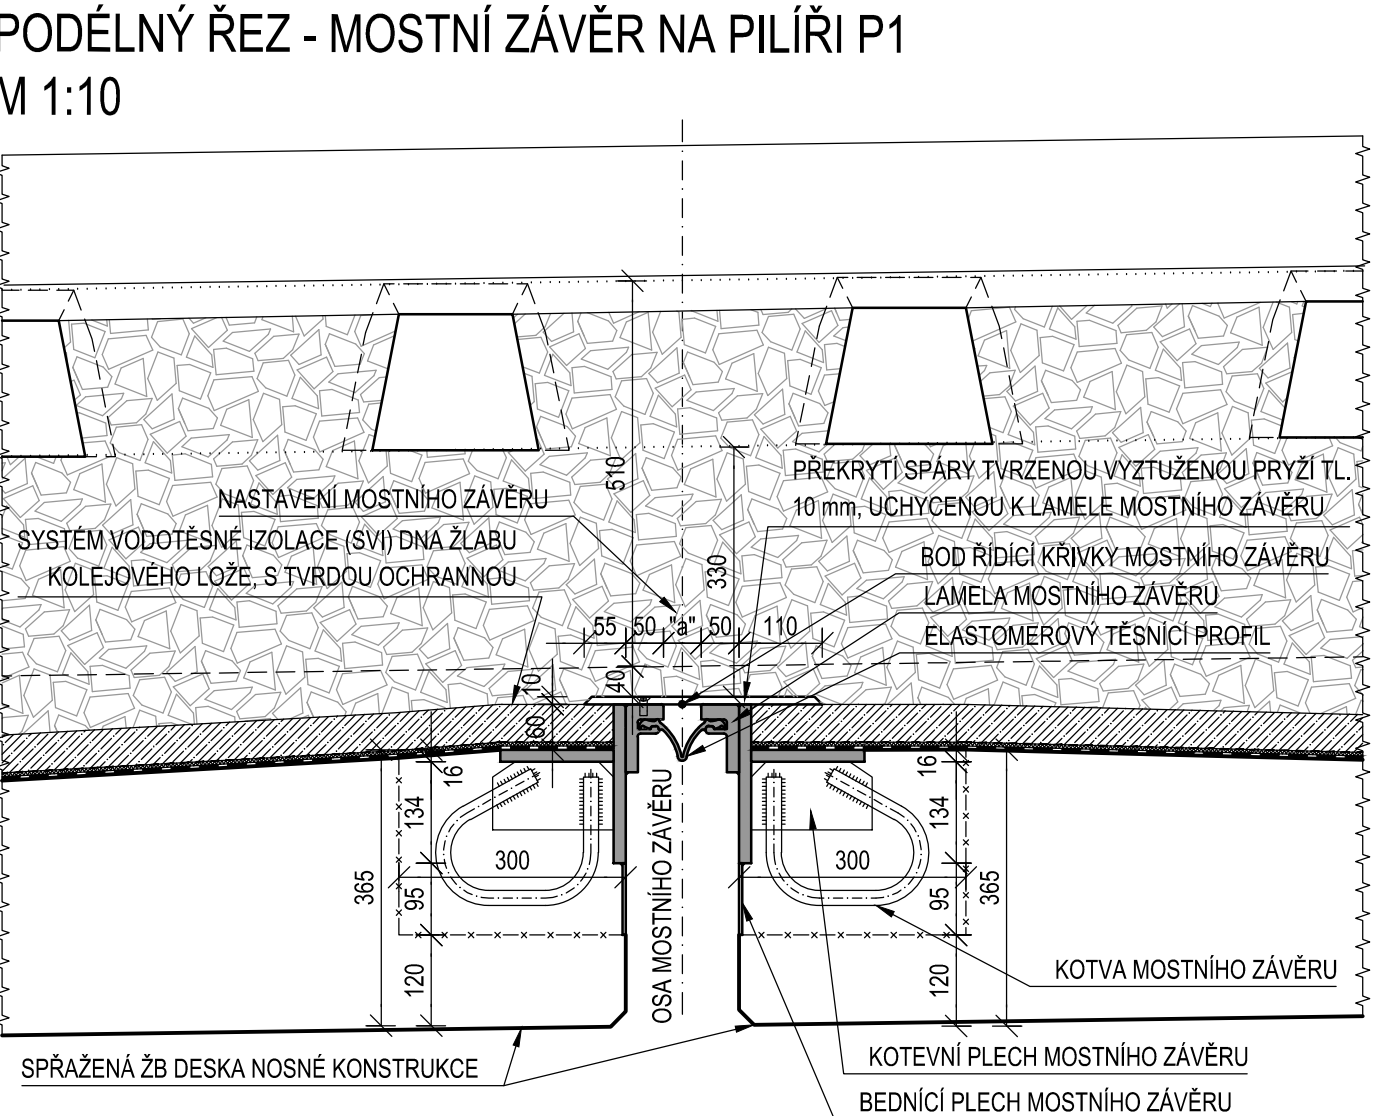 PODÉLNÝ ŘEZ - MOSTNÍ ZÁVĚR NA PILÍŘI P1
M 1:10
510
PŘEKRYTÍ SPÁRY TVRZENOU VYZTUŽENOU PRYŽÍ TL.
10 mm, UCHYCENOU K LAMELE MOSTNÍHO ZÁVĚRU
NASTAVENÍ MOSTNÍHO ZÁVĚRU
SYSTÉM VODOTĚSNÉ IZOLACE (SVI) DNA ŽLABU
KOLEJOVÉHO LOŽE, S TVRDOU OCHRANNOU
330
BOD ŘÍDÍCÍ KŘIVKY MOSTNÍHO ZÁVĚRU
LAMELA MOSTNÍHO ZÁVĚRU
ELASTOMEROVÝ TĚSNÍCÍ PROFIL
55 50 "a" 50 110
10
40
60
16
16
134
134
300
300
365
95
95
365
OSA MOSTNÍHO ZÁVĚRU
120
120
KOTVA MOSTNÍHO ZÁVĚRU
SPŘAŽENÁ ŽB DESKA NOSNÉ KONSTRUKCE
KOTEVNÍ PLECH MOSTNÍHO ZÁVĚRU
BEDNÍCÍ PLECH MOSTNÍHO ZÁVĚRU